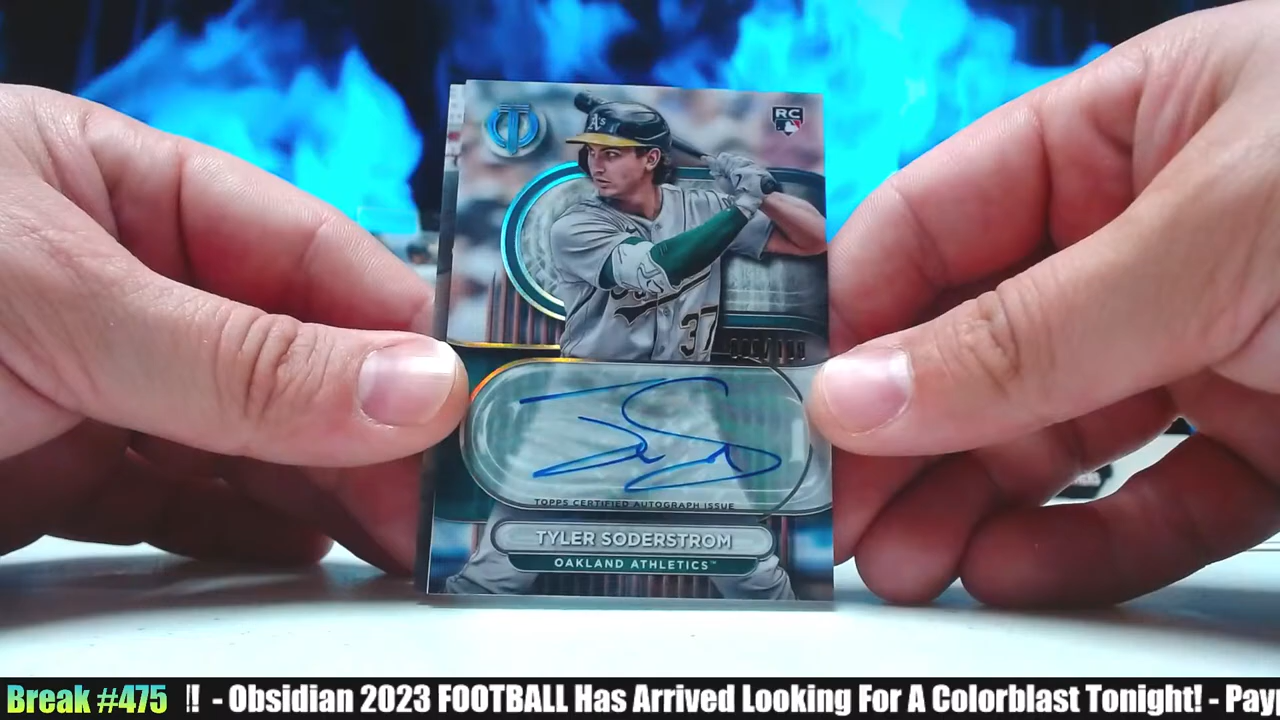 A's
RC
37
TOPPS CERTIFIED AUTOGRAPH ISSUE
TYLER SODERSTROM
OAKLAND ATHLETICS™
Break #475 !! - Obsidian 2023 FOOTBALL Has Arrived Looking For A Colorblast Tonight! - Pay